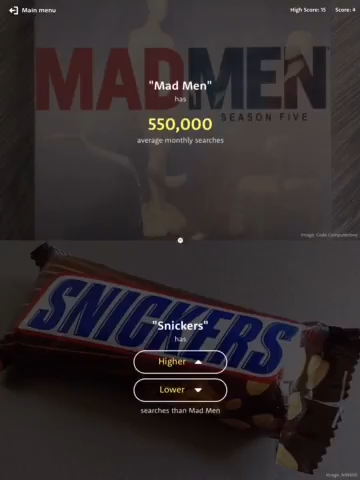 Main menu
High Score: 15 Score: 4
MAD MEN
"Mad Men"
has
550,000
SEASON FIVE
average monthly searches
SNICKERS
"Snickers"
has
Higher
Lower
searches than Mad Men